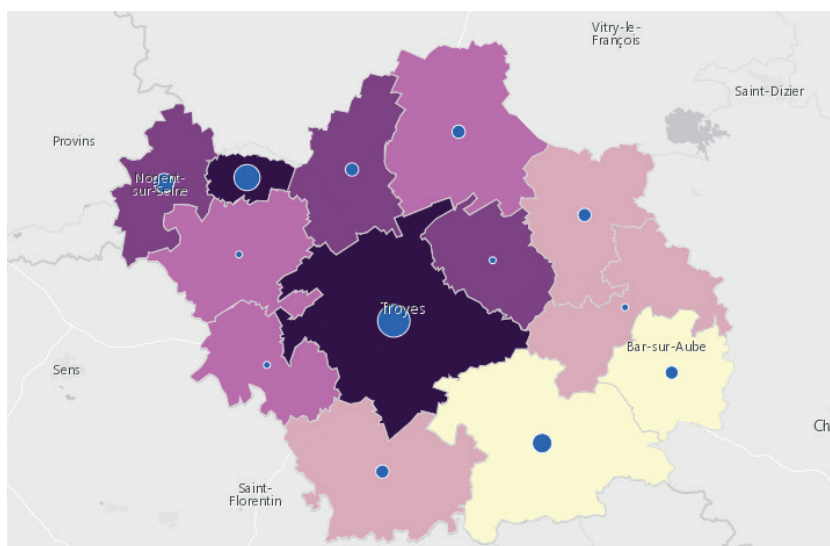 Vitry-le-
François
Saint-Dizier
Provins
Nogent-
sur-Seine
Troyes
Bar-sur-Aube
Sens
Ch
Saint-
Florentin